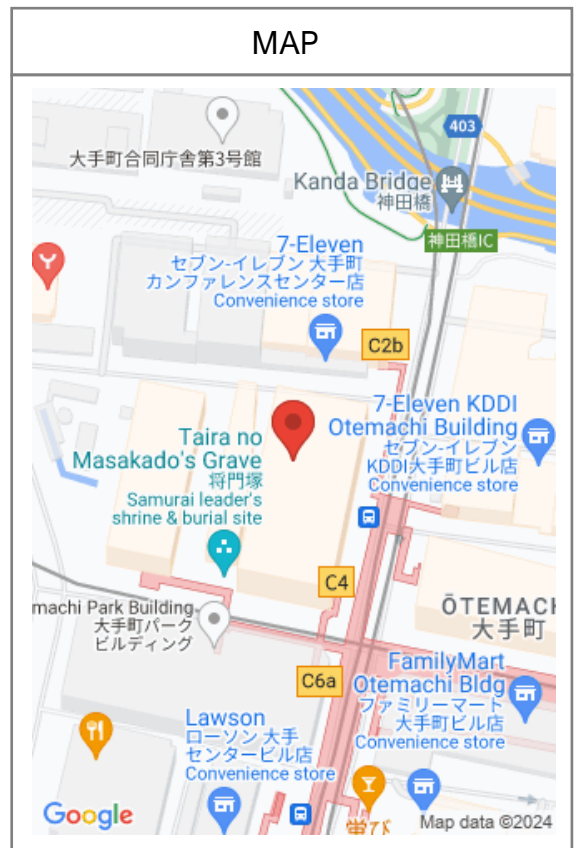 MAP
大手町合同庁舎第3号館
403
Kanda Bridge
神田橋
神田橋IC
7-Eleven
セブン-イレブン 大手町
カンファレンスセンター店
Convenience store
C2b
7-Eleven KDDI
Otemachi Building
セブン-イレブン
KDDI大手町ビル店
Convenience store
Taira no
Masakado's Grave
将門塚
Samurai leader's
shrine & burial site
C4
ŌTEMACH
大手町
machi Park Building
大手町パーク
ビルディング
C6a
FamilyMart
Otemachi Bldg
ファミリーマート
大手町ビル店
Convenience store
Lawson
ローソン 大手
センタービル店
Convenience store
Google
Map data ©2024